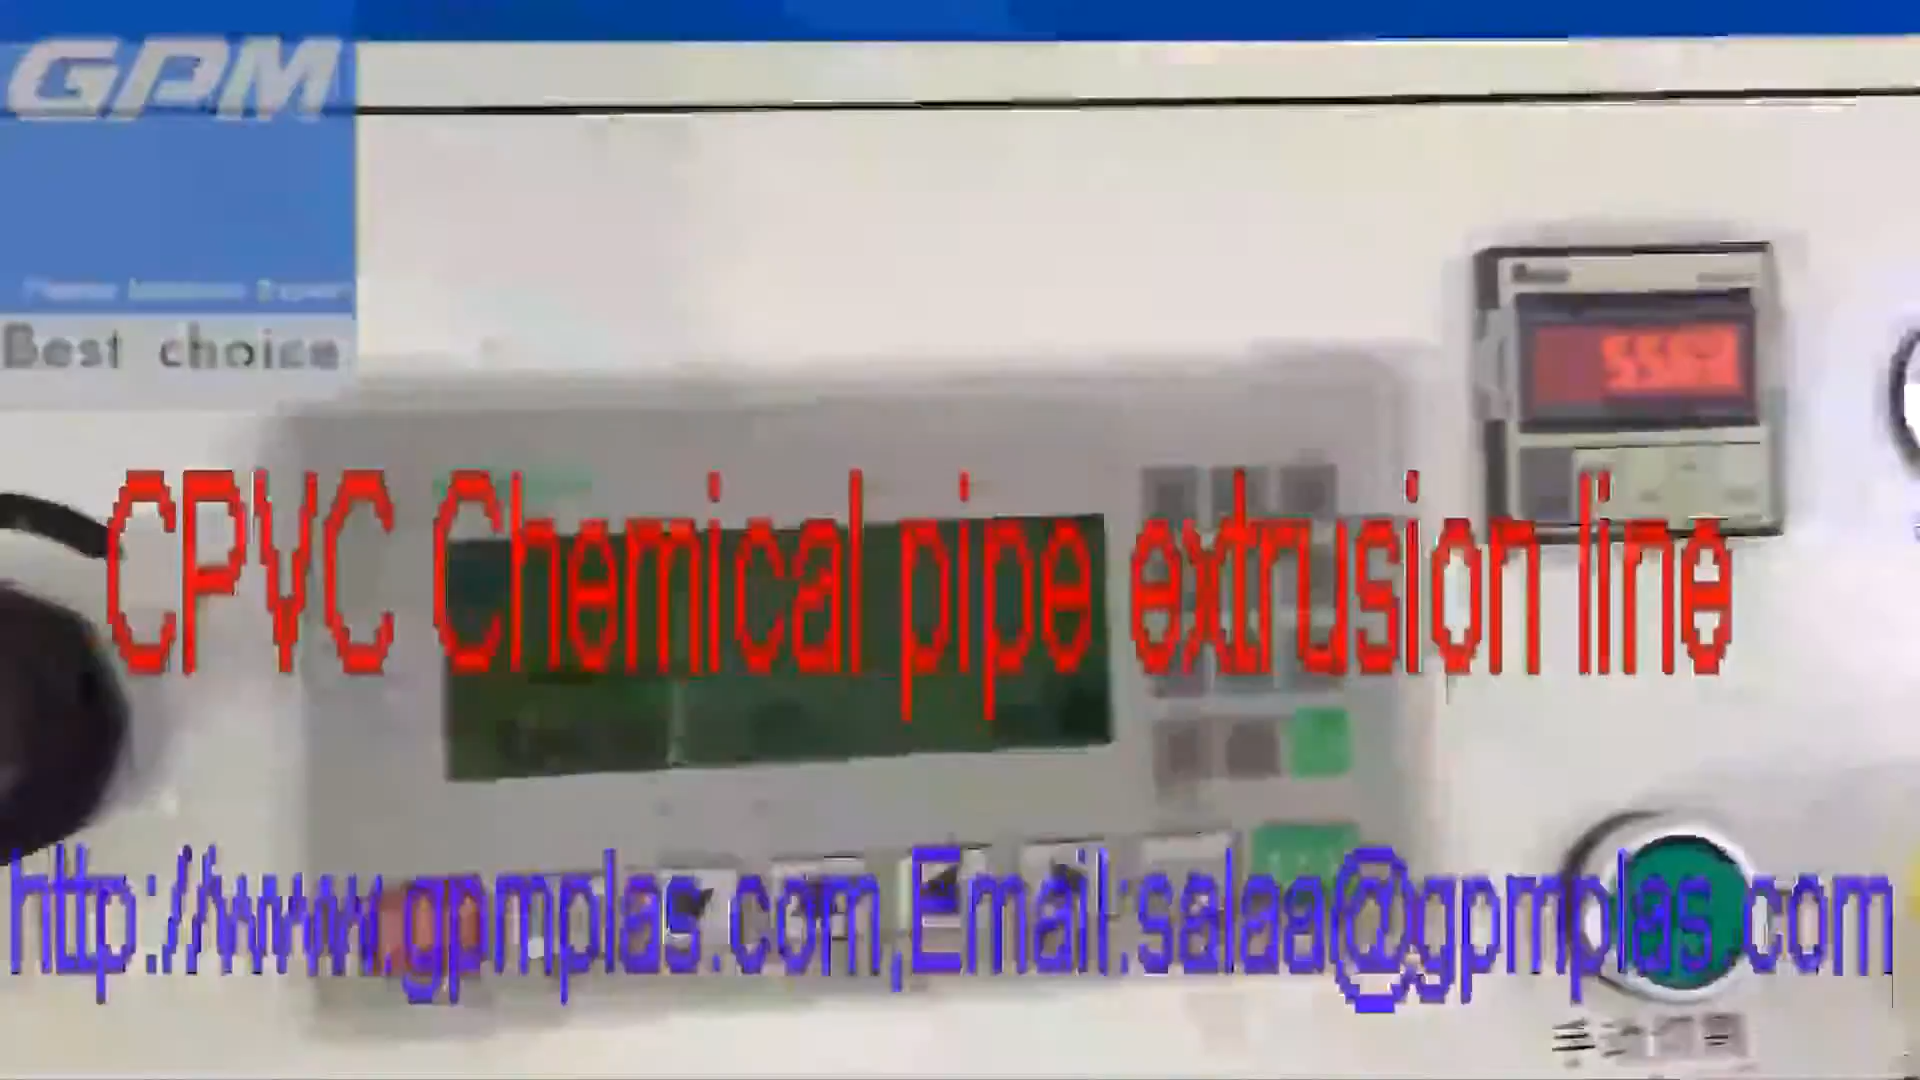 GPM
Best choice
CPVC Chemical pipe extrusion line
http://www.gpmplas.com,Email:salaa@gpmplas.com